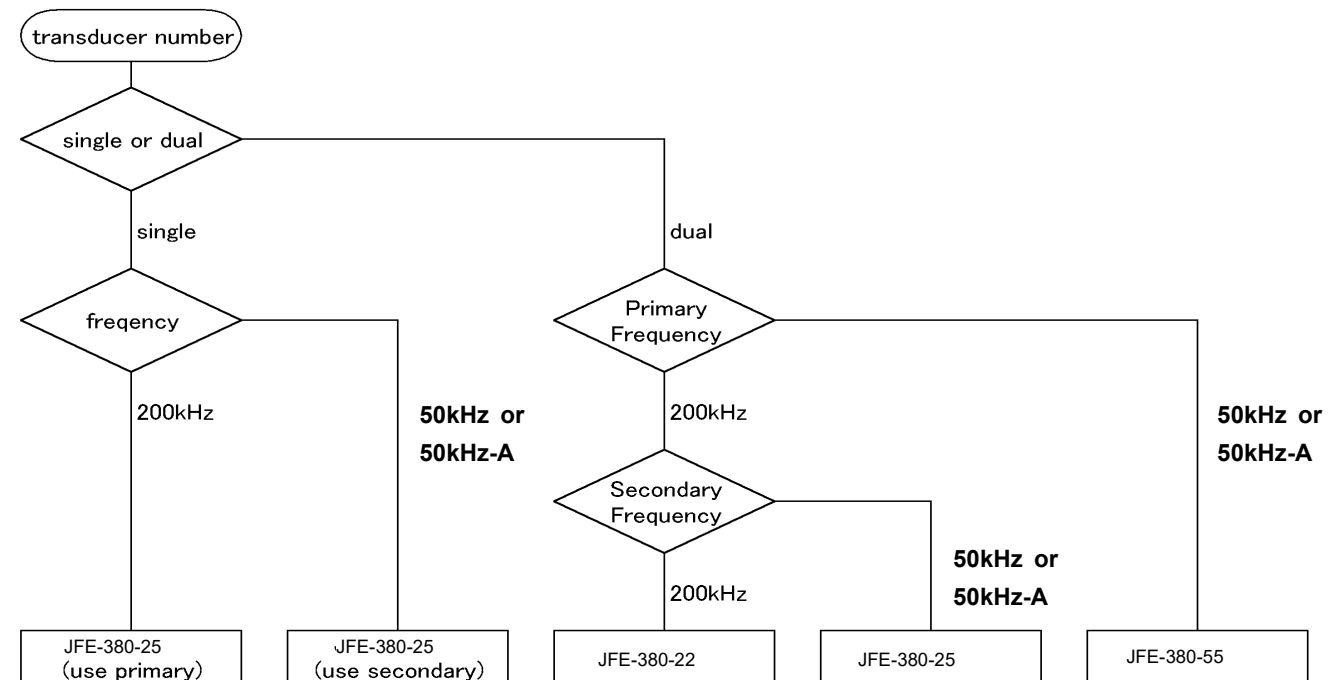 transducer number
single or dual
single
dual
freqency
Primary
Frequency
200kHz
50kHz or
50kHz-A
200kHz
50kHz or
50kHz-A
Secondary
Frequency
50kHz or
50kHz-A
200kHz
JFE-380-25
(use primary)
JFE-380-25
(use secondary)
JFE-380-22
JFE-380-25
JFE-380-55